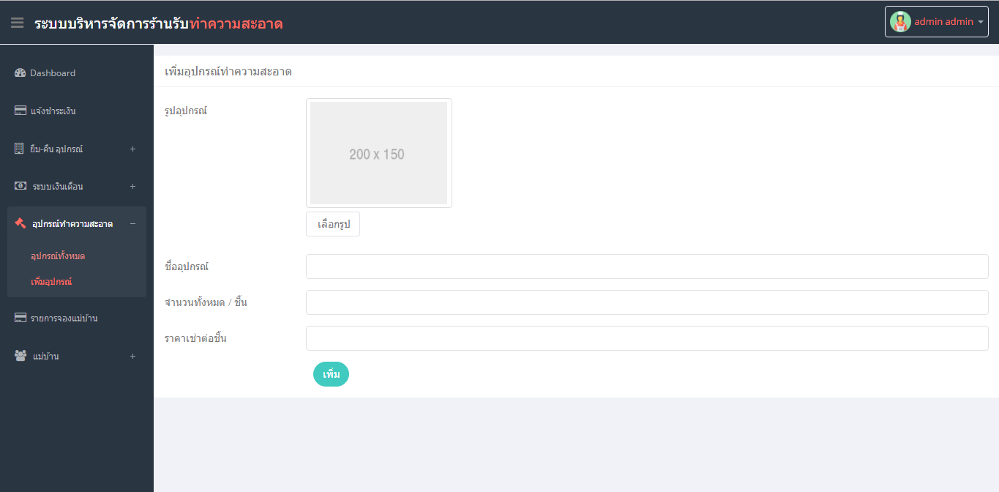 ระบบบริหารจัดการร้านรับทำความสะอาด
admin admin
Dashboard
แจ้งชำระเงิน
ยืม-คืน อุปกรณ์ +
ระบบเงินเดือน +
อุปกรณ์ทำความสะอาด −
อุปกรณ์ทั้งหมด
เพิ่มอุปกรณ์
รายการจองแม่บ้าน
แม่บ้าน +
เพิ่มอุปกรณ์ทำความสะอาด
รูปอุปกรณ์
200 x 150
เลือกรูป
ชื่ออุปกรณ์
จำนวนทั้งหมด / ชิ้น
ราคาเช่าต่อชิ้น
เพิ่ม